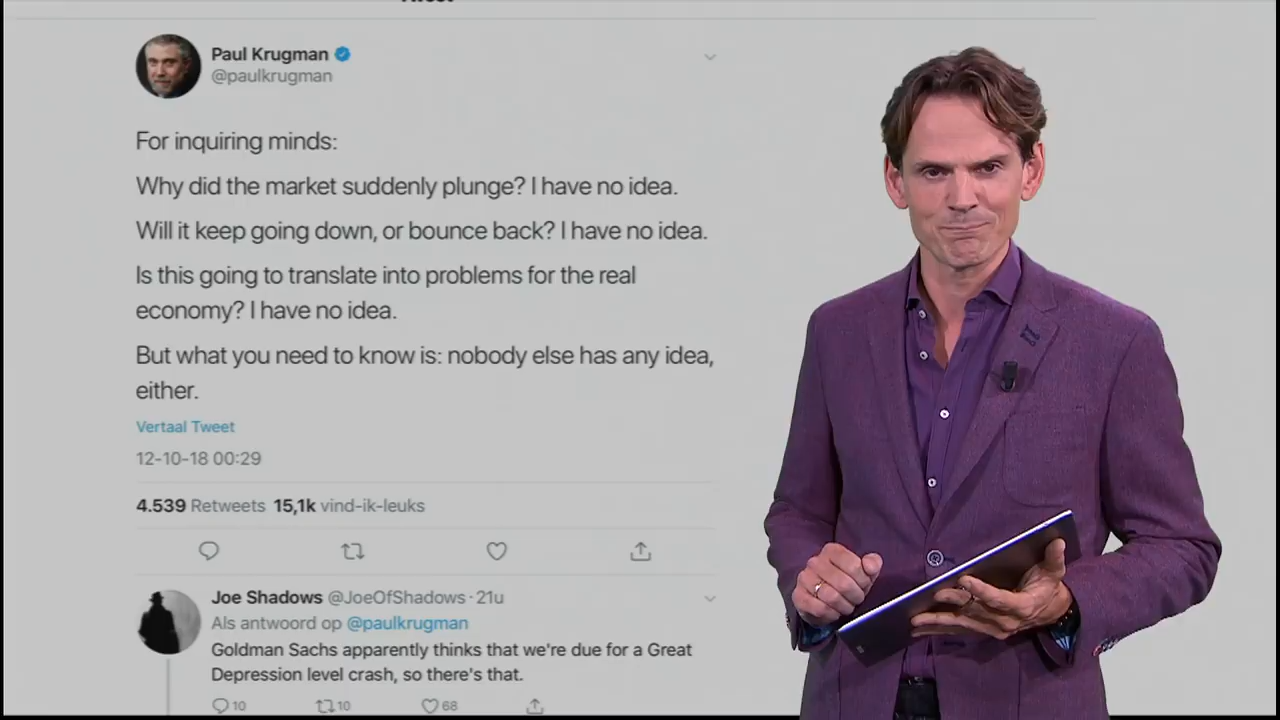 Paul Krugman
@paulkrugman
For inquiring minds:
Why did the market suddenly plunge? I have no idea.
Will it keep going down, or bounce back? I have no idea.
Is this going to translate into problems for the real
economy? I have no idea.
But what you need to know is: nobody else has any idea,
either.
Vertaal Tweet
12-10-18 00:29
4.539 Retweets 15,1k vind-ik-leuks
Joe Shadows @JoeOfShadows · 21u
Als antwoord op @paulkrugman
Goldman Sachs apparently thinks that we're due for a Great
Depression level crash, so there's that.
10 10 68